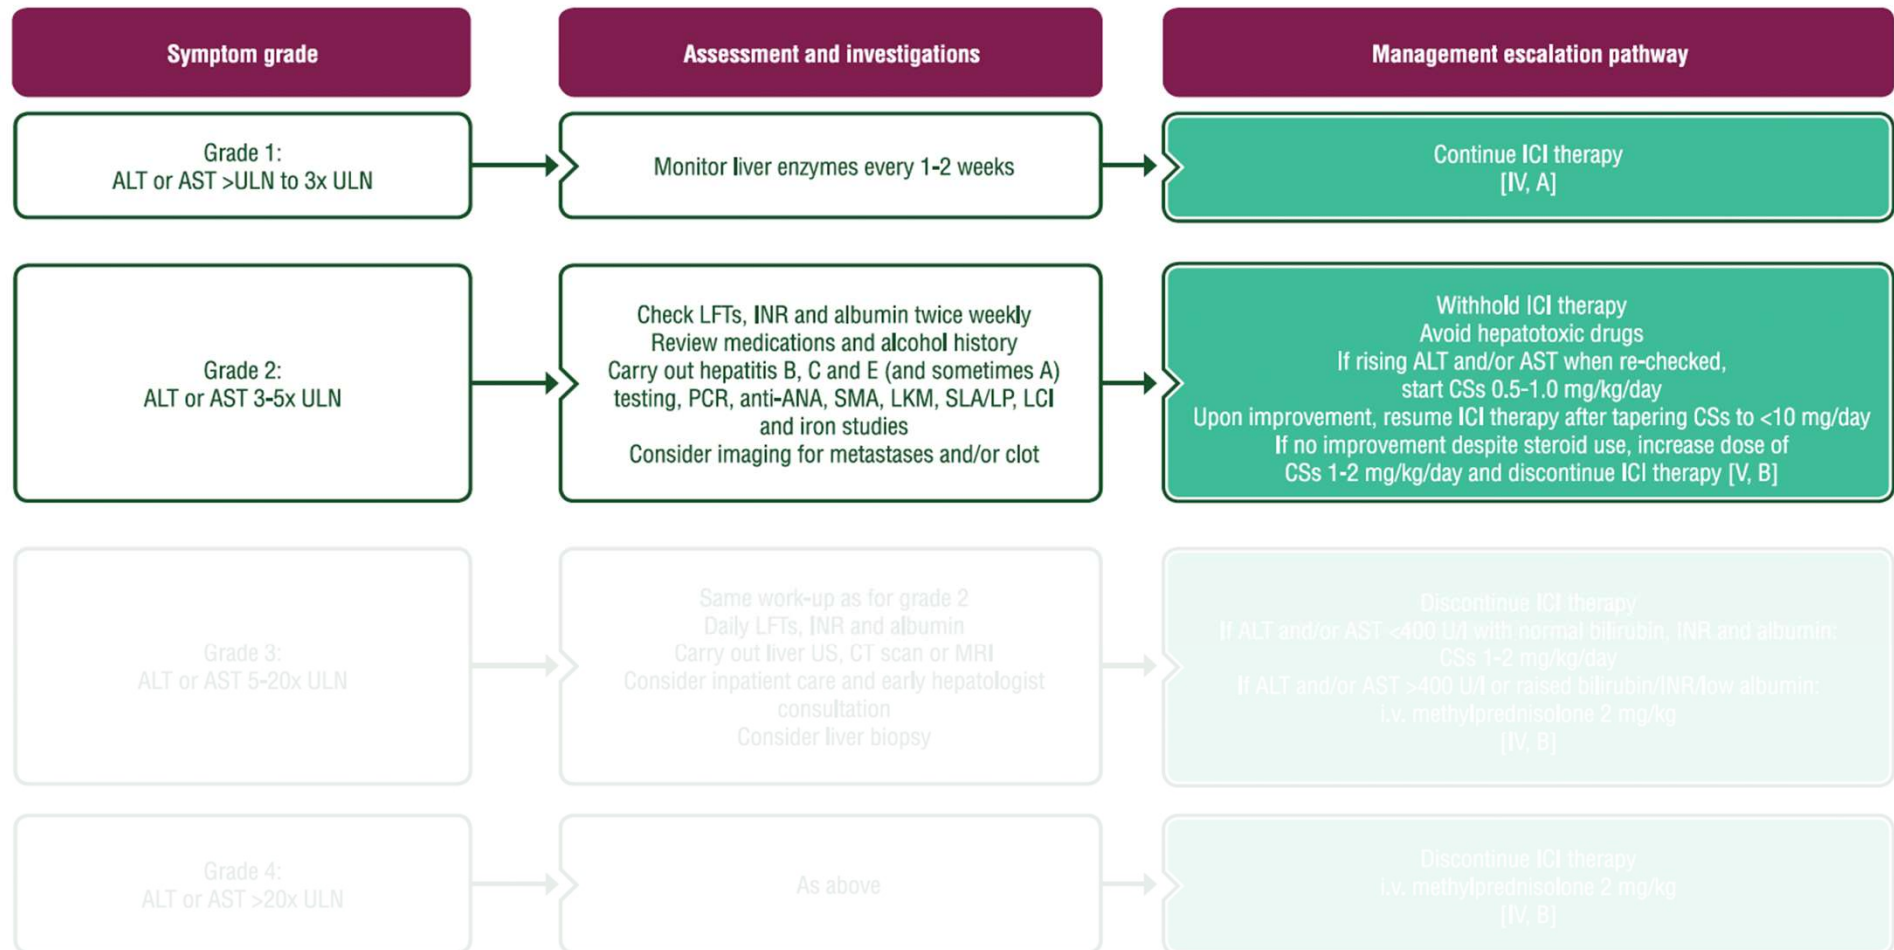 Symptom grade
Assessment and investigations
Management escalation pathway
Grade 1:
ALT or AST >ULN to 3x ULN
Monitor liver enzymes every 1-2 weeks
Continue ICI therapy
[IV, A]
Grade 2:
ALT or AST 3-5x ULN
Check LFTs, INR and albumin twice weekly
Review medications and alcohol history
Carry out hepatitis B, C and E (and sometimes A)
testing, PCR, anti-ANA, SMA, LKM, SLA/LP, LCI
and iron studies
Consider imaging for metastases and/or clot
Withhold ICI therapy
Avoid hepatotoxic drugs
If rising ALT and/or AST when re-checked,
start CSs 0.5-1.0 mg/kg/day
Upon improvement, resume ICI therapy after tapering CSs to <10 mg/day
If no improvement despite steroid use, increase dose of
CSs 1-2 mg/kg/day and discontinue ICI therapy [V, B]
Grade 3:
ALT or AST 5-20x ULN
Same work-up as for grade 2
Daily LFTs, INR and albumin
Carry out liver US, CT scan or MRI
Consider inpatient care and early hepatologist
consultation
Consider liver biopsy
Discontinue ICI therapy
If ALT and/or AST <400 U/l with normal bilirubin, INR and albumin:
CSs 1-2 mg/kg/day
If ALT and/or AST >400 U/l or raised bilirubin/INR/low albumin:
i.v. methylprednisolone 2 mg/kg
[IV, B]
Grade 4:
ALT or AST >20x ULN
As above
Discontinue ICI therapy
i.v. methylprednisolone 2 mg/kg
[IV, B]